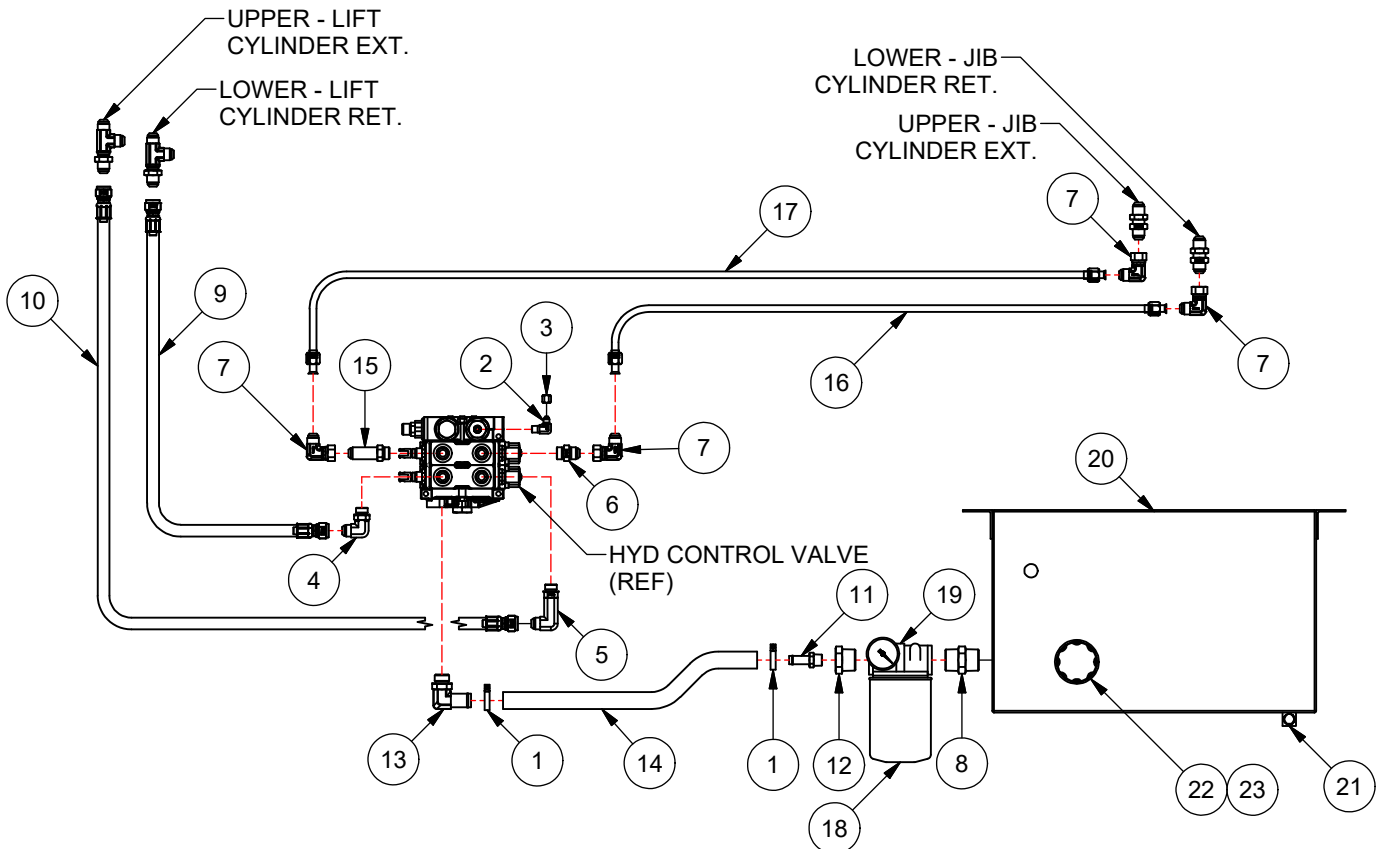 UPPER - LIFT
CYLINDER EXT.
LOWER - LIFT
CYLINDER RET.
LOWER - JIB
CYLINDER RET.
UPPER - JIB
CYLINDER EXT.
17
7
10
9
3
2
7
15
16
7
7
6
20
4
HYD CONTROL VALVE
(REF)
11
19
5
13
1
14
1
12
8
18
22
23
21